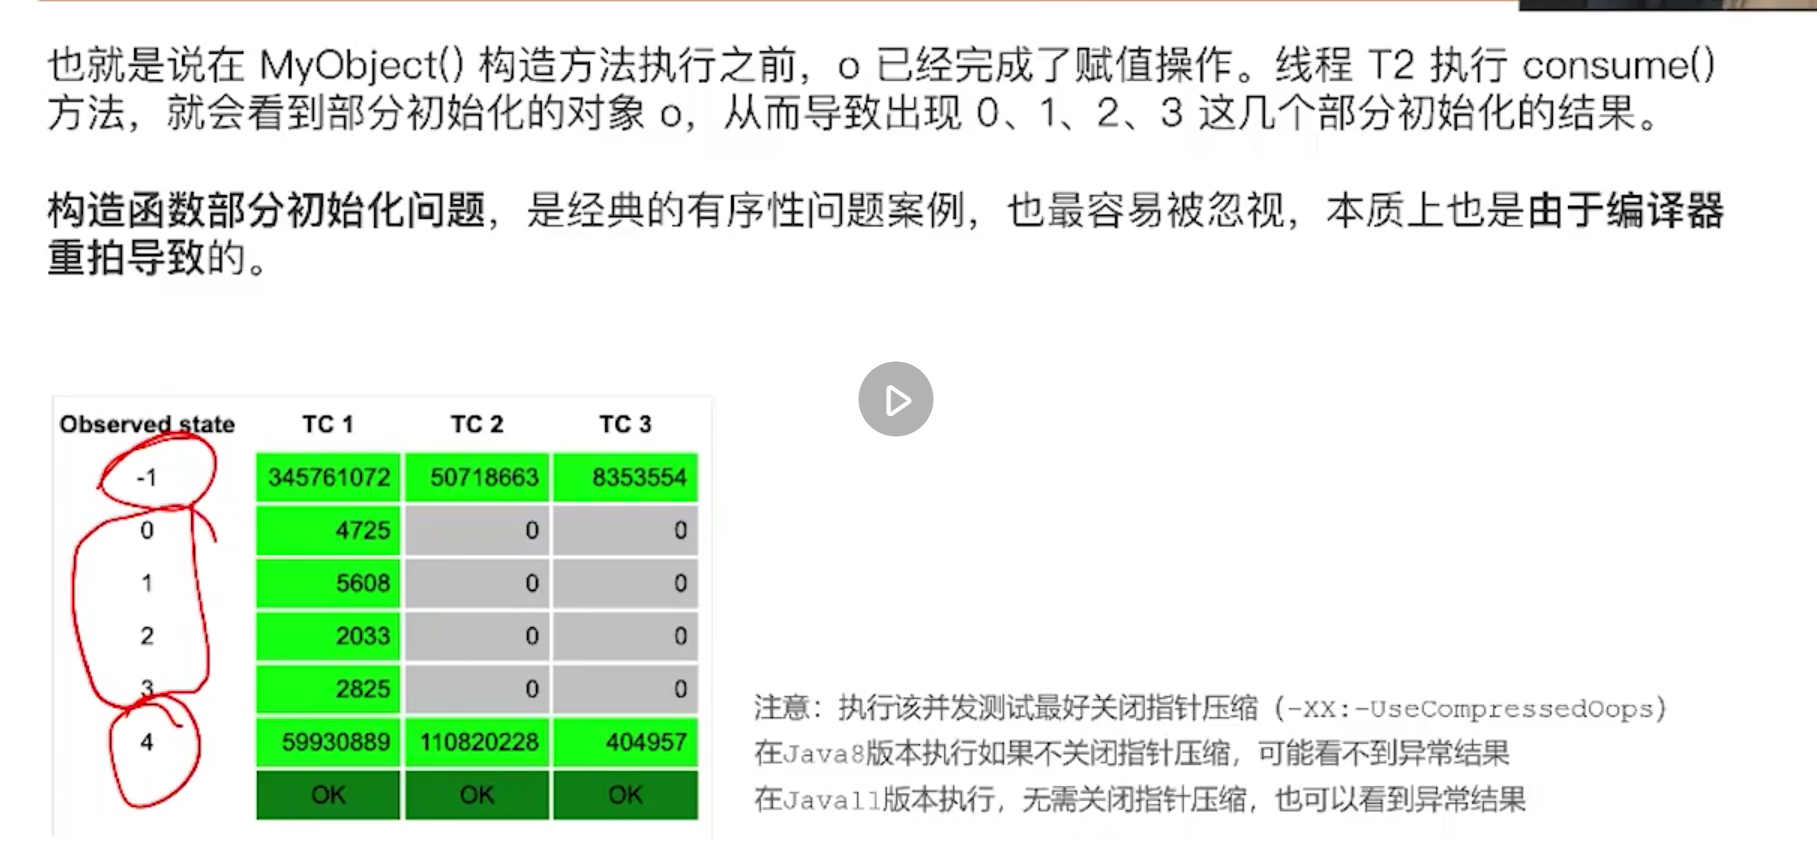 也就是说在 MyObject() 构造方法执行之前，o 已经完成了赋值操作。线程 T2 执行 consume()
方法，就会看到部分初始化的对象 o，从而导致出现 0、1、2、3 这几个部分初始化的结果。
构造函数部分初始化问题，是经典的有序性问题案例，也最容易被忽视，本质上也是由于编译器
重拍导致的。
Observed state TC 1 TC 2 TC 3
-1 345761072 50718663 8353554
0 4725 0 0
1 5608 0 0
2 2033 0 0
3 2825 0 0
4 59930889 110820228 404957
OK OK OK
注意：执行该并发测试最好关闭指针压缩（-XX:-UseCompressedOops）
在Java8版本执行如果不关闭指针压缩，可能看不到异常结果
在Java11版本执行，无需关闭指针压缩，也可以看到异常结果